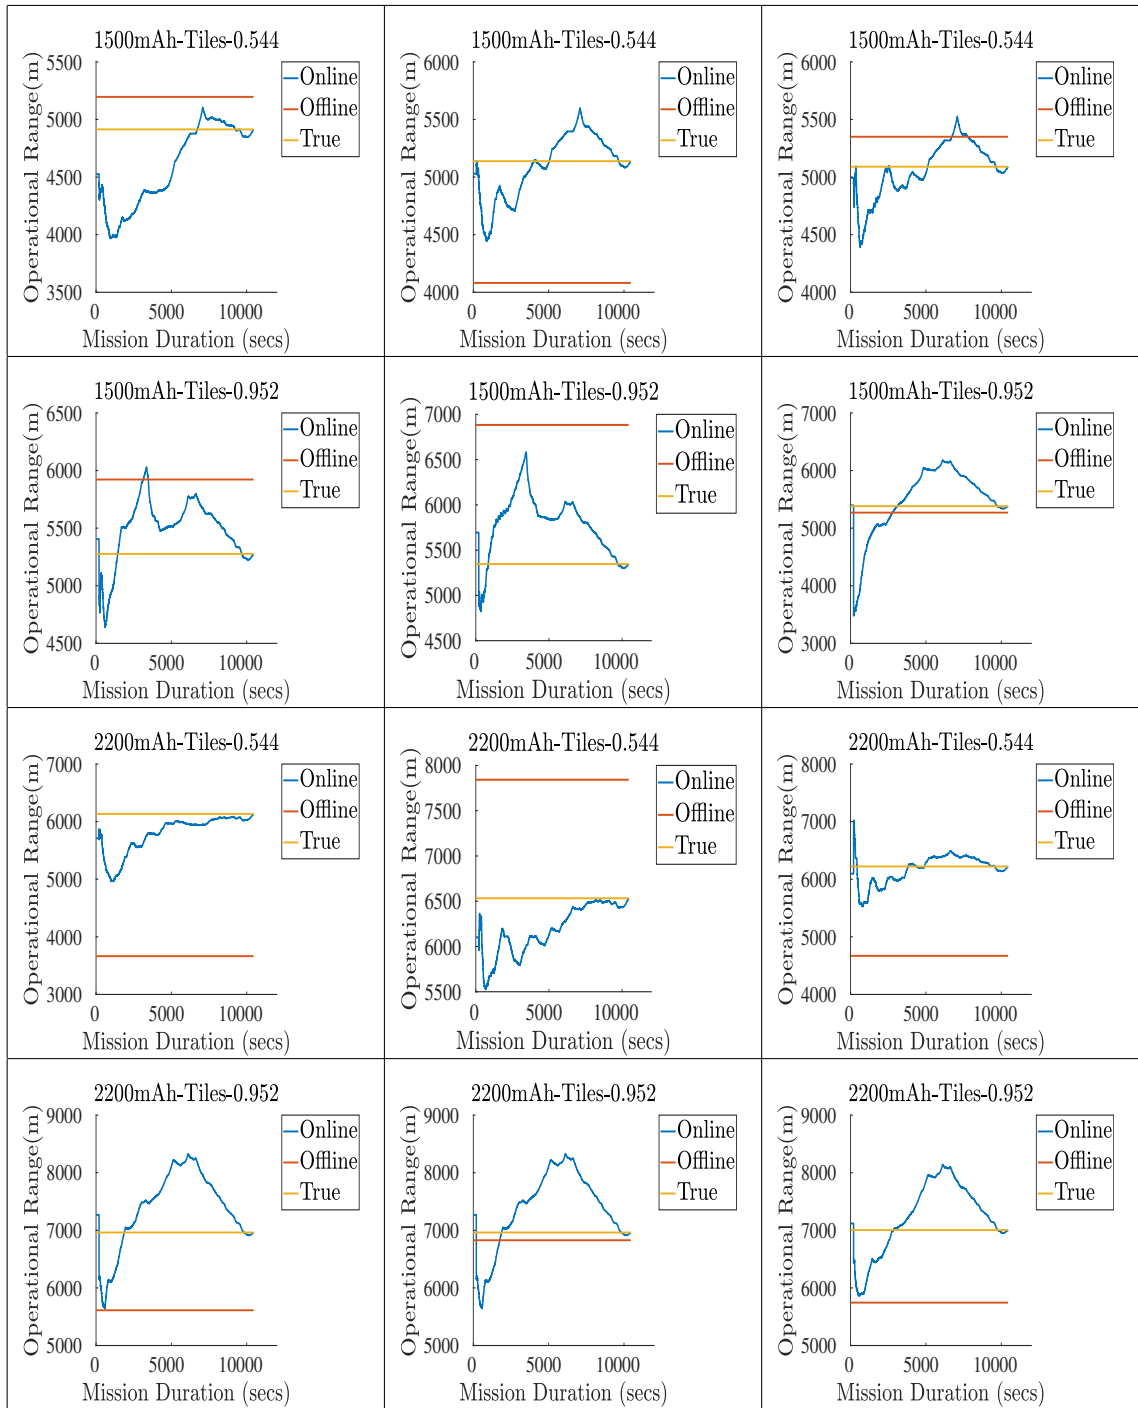 1500mAh-Tiles-0.544
Operational Range(m)
5500
5000
4500
4000
3500
0 5000 10000
Mission Duration (secs)
Online
Offline
True
1500mAh-Tiles-0.544
Operational Range(m)
6000
5500
5000
4500
4000
0 5000 10000
Mission Duration (secs)
Online
Offline
True
1500mAh-Tiles-0.544
Operational Range(m)
6000
5500
5000
4500
4000
0 5000 10000
Mission Duration (secs)
Online
Offline
True
1500mAh-Tiles-0.952
Operational Range(m)
6500
6000
5500
5000
4500
0 5000 10000
Mission Duration (secs)
Online
Offline
True
1500mAh-Tiles-0.952
Operational Range(m)
7000
6500
6000
5500
5000
4500
0 5000 10000
Mission Duration (secs)
Online
Offline
True
1500mAh-Tiles-0.952
Operational Range(m)
7000
6000
5000
4000
3000
0 5000 10000
Mission Duration (secs)
Online
Offline
True
2200mAh-Tiles-0.544
Operational Range(m)
7000
6000
5000
4000
3000
0 5000 10000
Mission Duration (secs)
Online
Offline
True
2200mAh-Tiles-0.544
Operational Range(m)
8000
7500
7000
6500
6000
5500
0 5000 10000
Mission Duration (secs)
Online
Offline
True
2200mAh-Tiles-0.544
Operational Range(m)
8000
7000
6000
5000
4000
0 5000 10000
Mission Duration (secs)
Online
Offline
True
2200mAh-Tiles-0.952
Operational Range(m)
9000
8000
7000
6000
5000
0 5000 10000
Mission Duration (secs)
Online
Offline
True
2200mAh-Tiles-0.952
Operational Range(m)
9000
8000
7000
6000
5000
0 5000 10000
Mission Duration (secs)
Online
Offline
True
2200mAh-Tiles-0.952
Operational Range(m)
9000
8000
7000
6000
5000
0 5000 10000
Mission Duration (secs)
Online
Offline
True